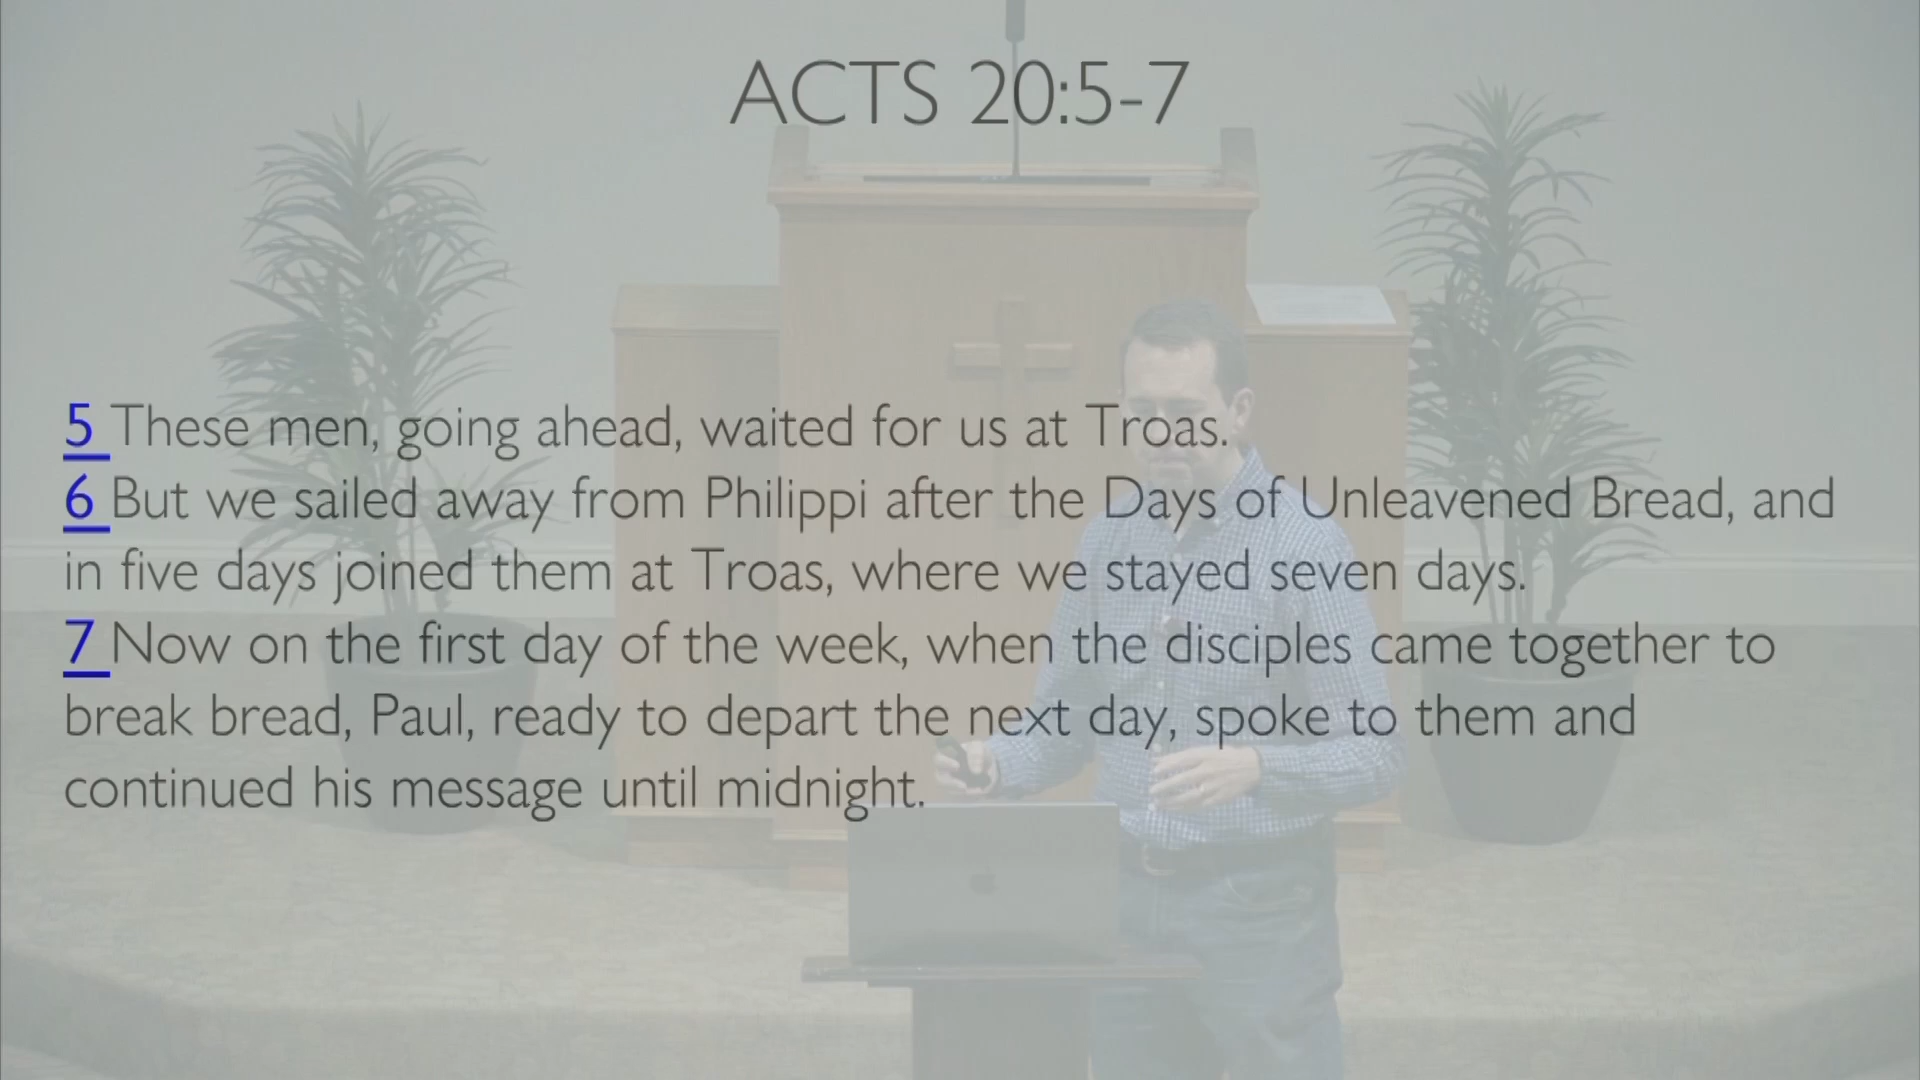 ACTS 20:5-7
5 These men, going ahead, waited for us at Troas.
6 But we sailed away from Philippi after the Days of Unleavened Bread, and
in five days joined them at Troas, where we stayed seven days.
7 Now on the first day of the week, when the disciples came together to
break bread, Paul, ready to depart the next day, spoke to them and
continued his message until midnight.